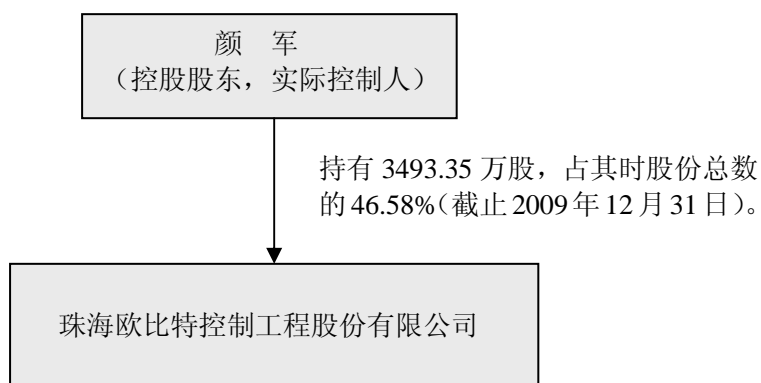 颜 军
（控股股东，实际控制人）
持有 3493.35 万股，占其时股份总数
的 46.58%（截止 2009 年 12 月 31 日）。
珠海欧比特控制工程股份有限公司